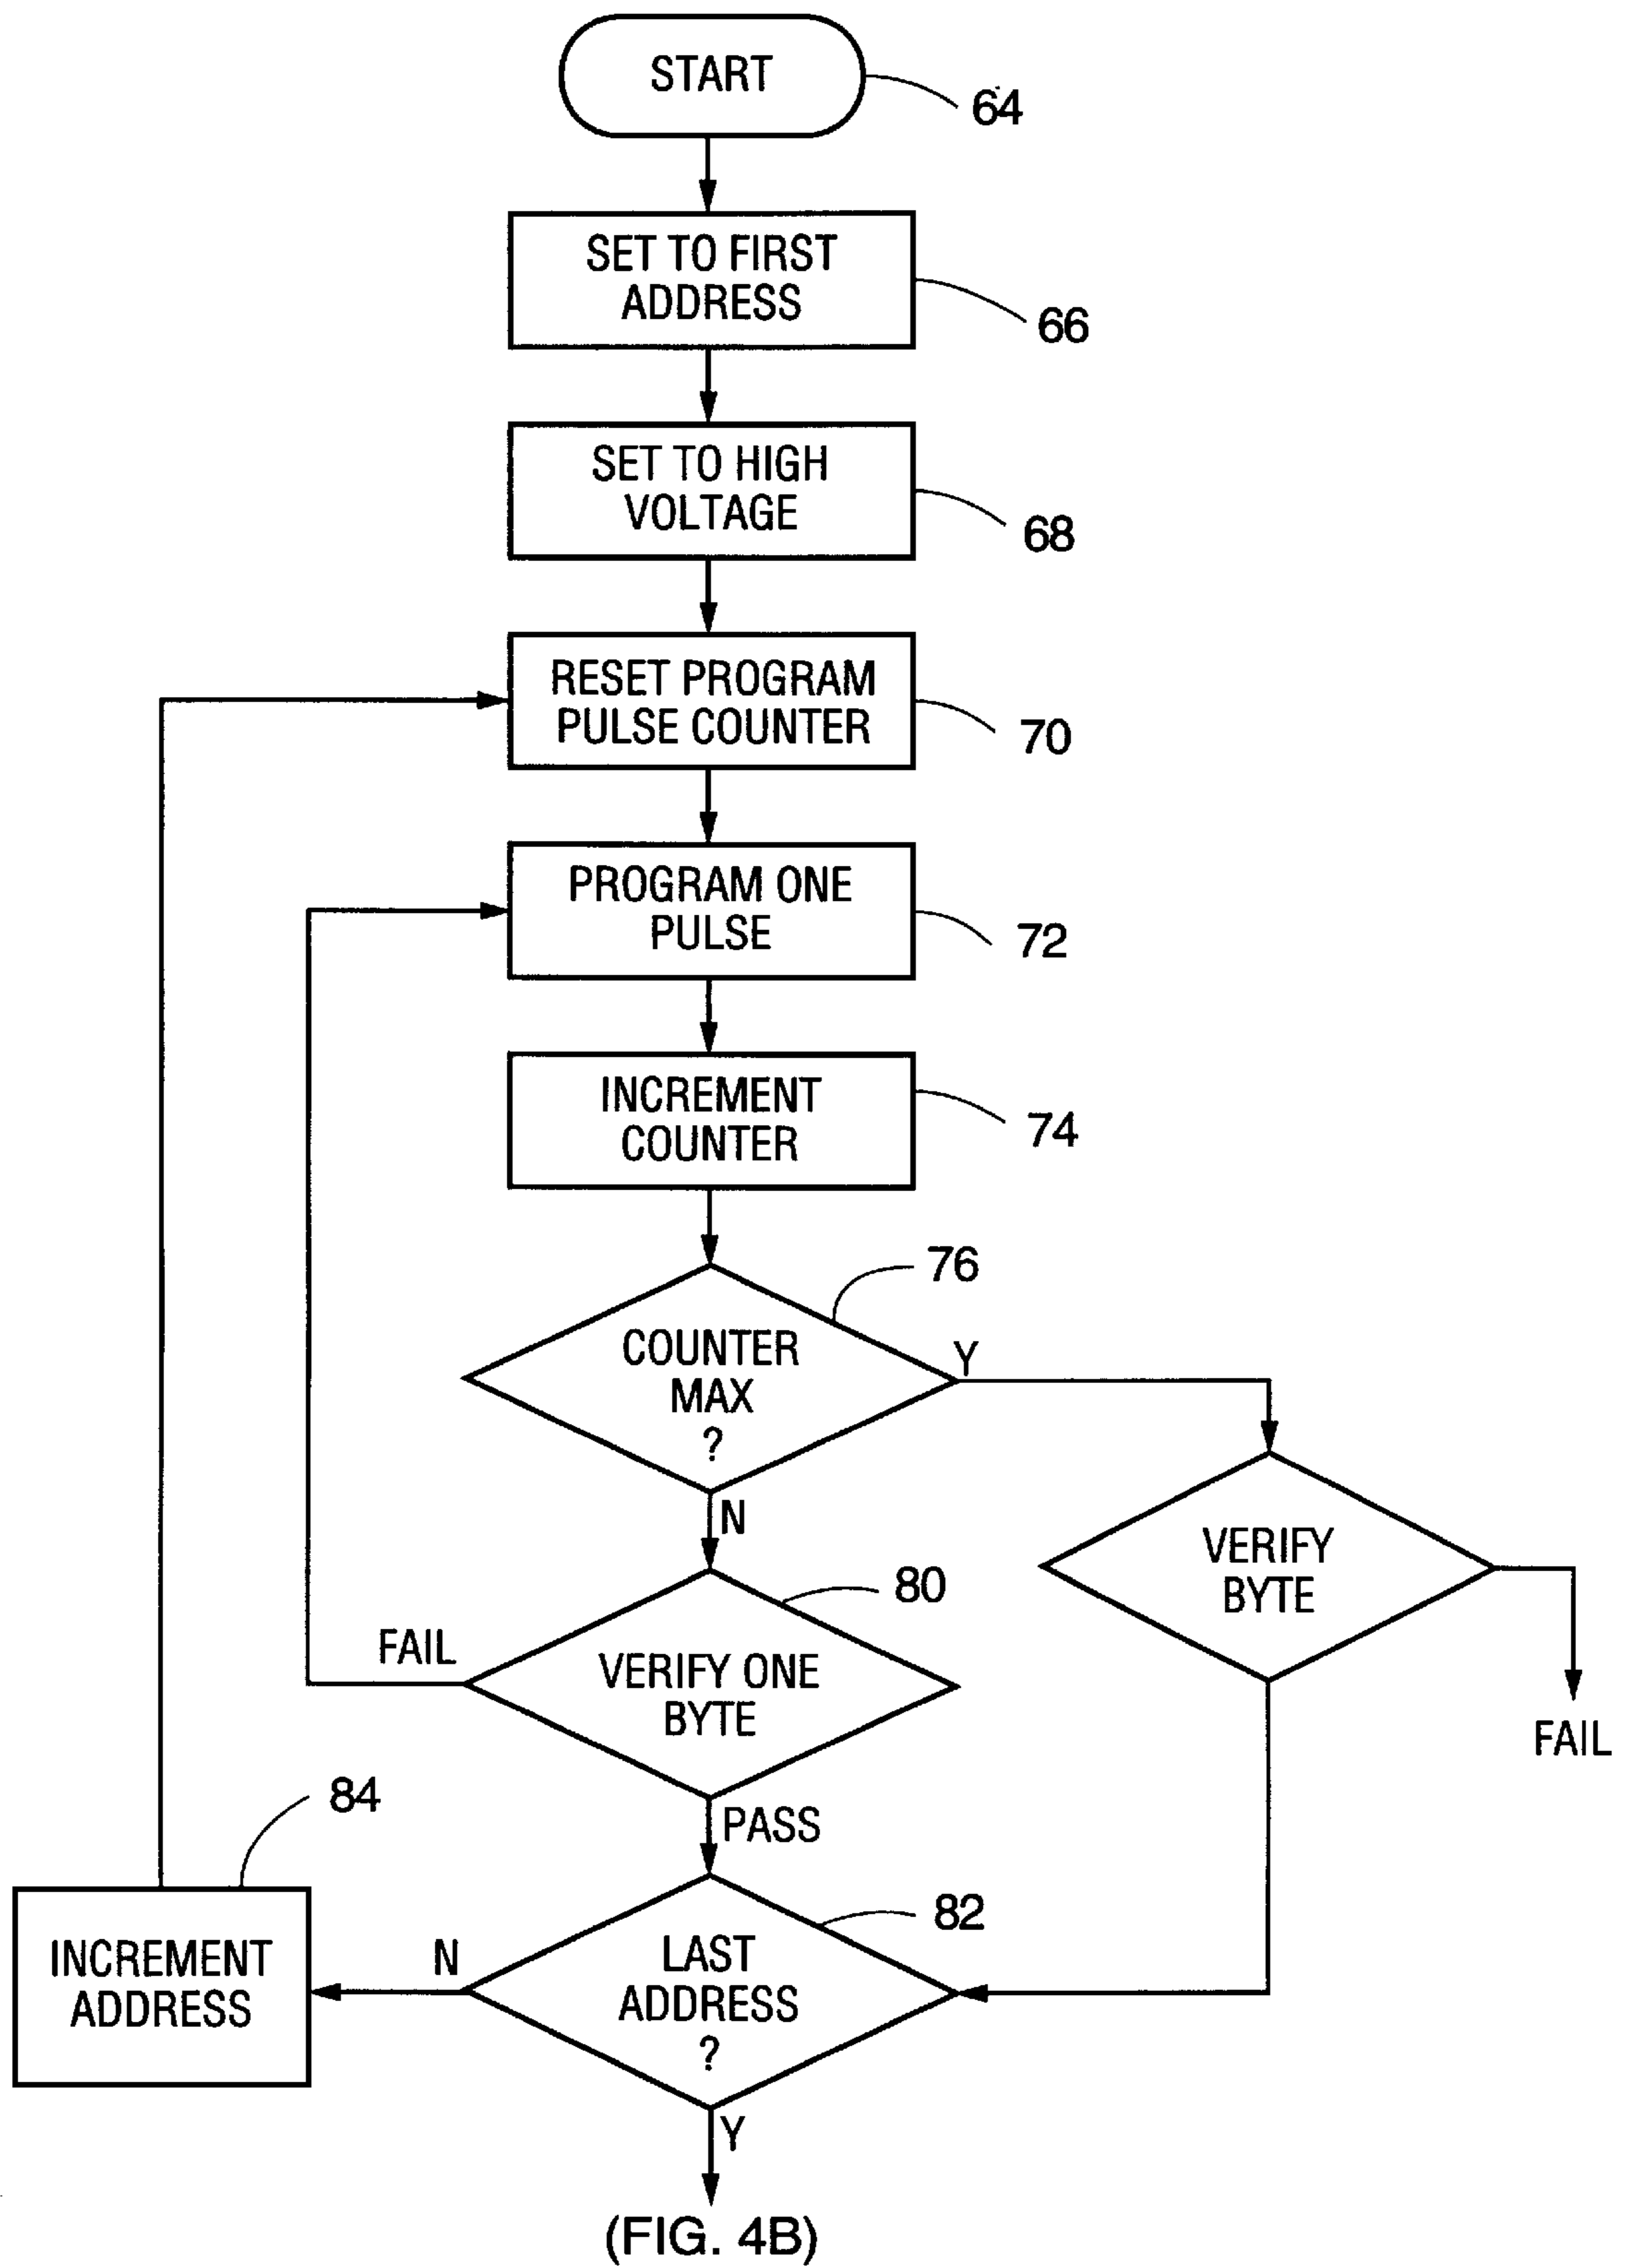 START
64
SET TO FIRST
ADDRESS
66
SET TO HIGH
VOLTAGE
68
RESET PROGRAM
PULSE COUNTER
70
PROGRAM ONE
PULSE
72
INCREMENT
COUNTER
74
76
COUNTER
MAX
?
Y
N
VERIFY
BYTE
FAIL
80
FAIL
VERIFY ONE
BYTE
PASS
84
INCREMENT
ADDRESS
N
82
LAST
ADDRESS
?
Y
(FIG. 4B)